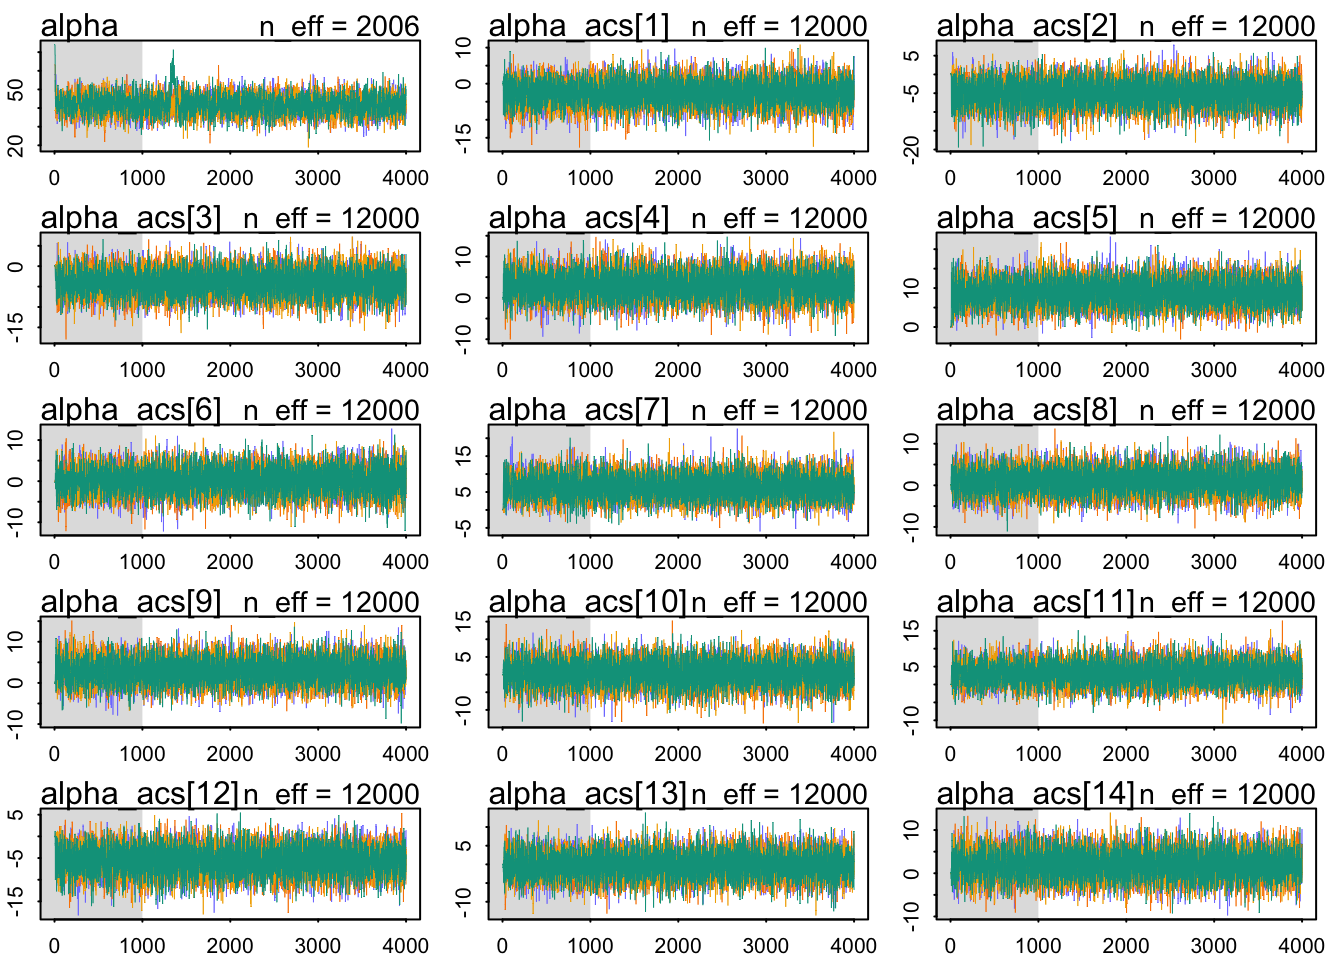 alpha n_eff = 2006 alpha_acs[1] n_eff = 12000 alpha_acs[2] n_eff = 12000
20 50 -15 0 10 -20 -5 5
0 1000 2000 3000 4000 0 1000 2000 3000 4000 0 1000 2000 3000 4000
alpha_acs[3] n_eff = 12000 alpha_acs[4] n_eff = 12000 alpha_acs[5] n_eff = 12000
-15 0 -10 0 10 0 10
0 1000 2000 3000 4000 0 1000 2000 3000 4000 0 1000 2000 3000 4000
alpha_acs[6] n_eff = 12000 alpha_acs[7] n_eff = 12000 alpha_acs[8] n_eff = 12000
-10 0 10 -5 5 15 -10 0 10
0 1000 2000 3000 4000 0 1000 2000 3000 4000 0 1000 2000 3000 4000
alpha_acs[9] n_eff = 12000 alpha_acs[10] n_eff = 12000 alpha_acs[11] n_eff = 12000
-10 0 10 -10 5 15 -10 5 15
0 1000 2000 3000 4000 0 1000 2000 3000 4000 0 1000 2000 3000 4000
alpha_acs[12] n_eff = 12000 alpha_acs[13] n_eff = 12000 alpha_acs[14] n_eff = 12000
-15 -5 5 -10 5 -10 0 10
0 1000 2000 3000 4000 0 1000 2000 3000 4000 0 1000 2000 3000 4000